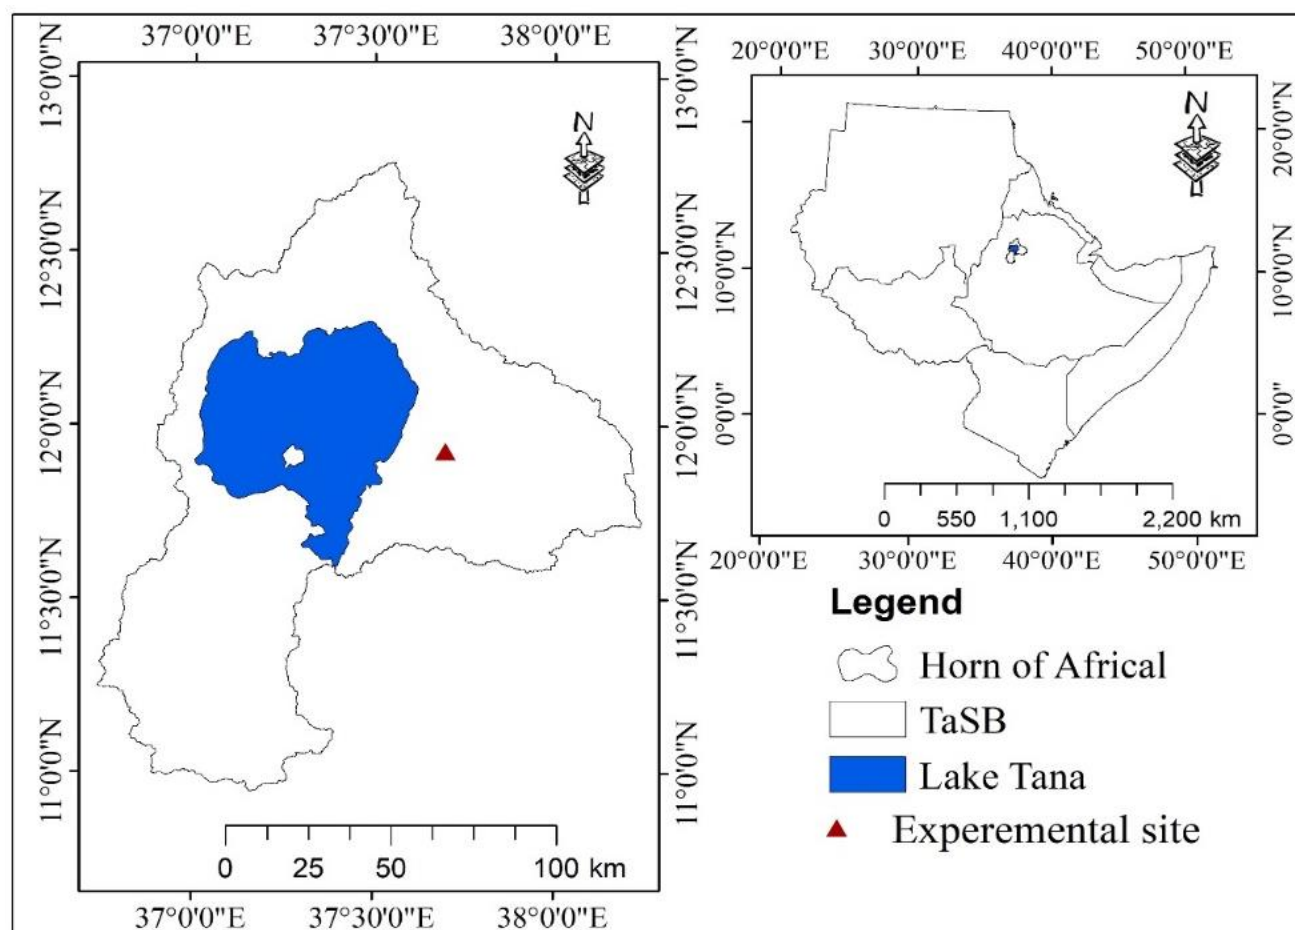 37°0'0"E 37°30'0"E 38°0'0"E
13°0'0"N
12°30'0"N
12°0'0"N
11°30'0"N
11°0'0"N
N
13°0'0"N
12°30'0"N
12°0'0"N
11°30'0"N
11°0'0"N
0 25 50 100 km
37°0'0"E 37°30'0"E 38°0'0"E
20°0'0"E 30°0'0"E 40°0'0"E 50°0'0"E
10°0'0"N
0°0'0"
N
20°0'0"N
10°0'0"N
0°0'0"
0 550 1,100 2,200 km
20°0'0"E 30°0'0"E 40°0'0"E 50°0'0"E
Legend
Horn of Africal
TaSB
Lake Tana
Experemental site